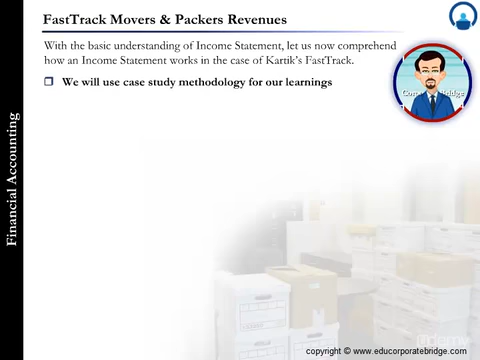 FastTrack Movers & Packers Revenues
With the basic understanding of Income Statement, let us now comprehend
how an Income Statement works in the case of Kartik's FastTrack.
We will use case study methodology for our learnings
Financial Accounting
copyright © www.educorporatebridge.com